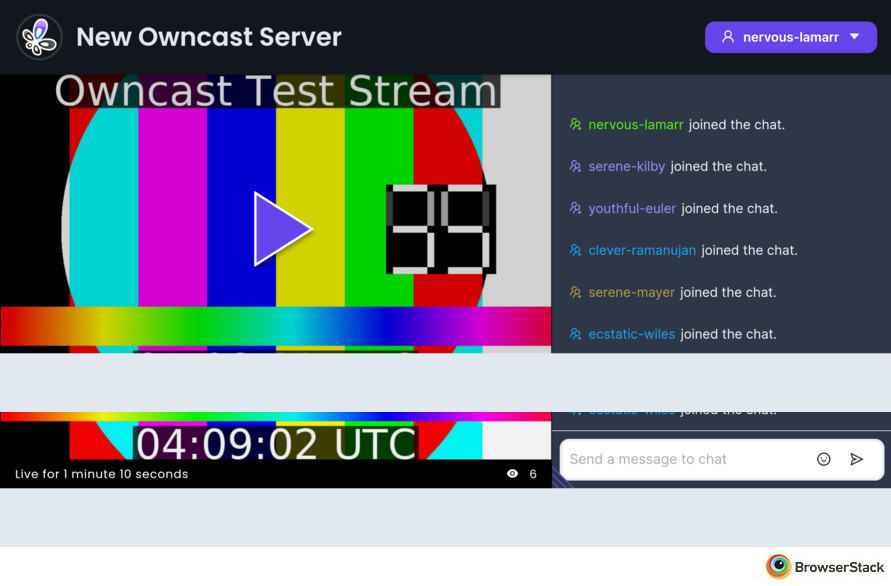 New Owncast Server
nervous-lamarr
Owncast Test Stream
nervous-lamarr joined the chat.
serene-kilby joined the chat.
youthful-euler joined the chat.
clever-ramanujan joined the chat.
serene-mayer joined the chat.
ecstatic-wiles joined the chat.
ecstatic-wiles joined the chat.
04:09:02 UTC
Send a message to chat
Live for 1 minute 10 seconds
6
BrowserStack